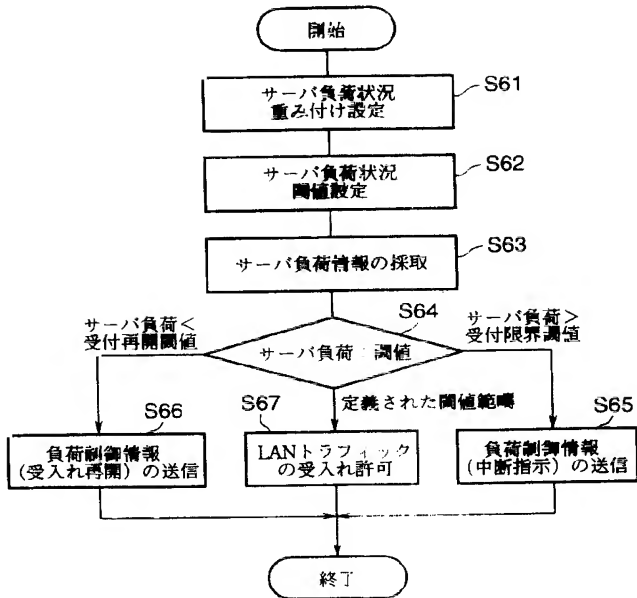 開始
サーバ負荷状況
重み付け設定
S61
サーバ負荷状況
閾値設定
S62
サーバ負荷情報の採取
S63
サーバ負荷<
受付再開閾値
S64
サーバ負荷>
受付限界閾値
サーバ負荷:閾値
定義された閾値範疇
S66
負荷制御情報
(受入れ再開)の送信
S67
LANトラフィック
の受入れ許可
S65
負荷制御情報
(中断指示)の送信
終了